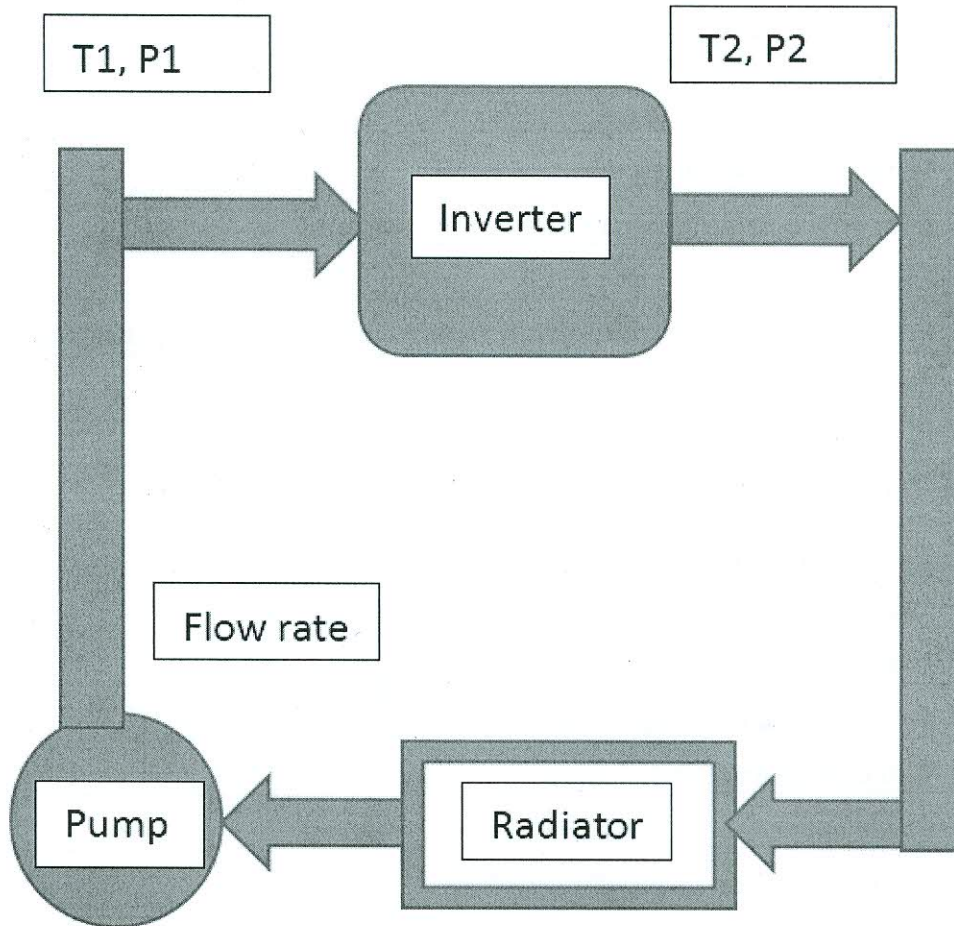 T1, P1
T2, P2
Inverter
Flow rate
Pump
Radiator